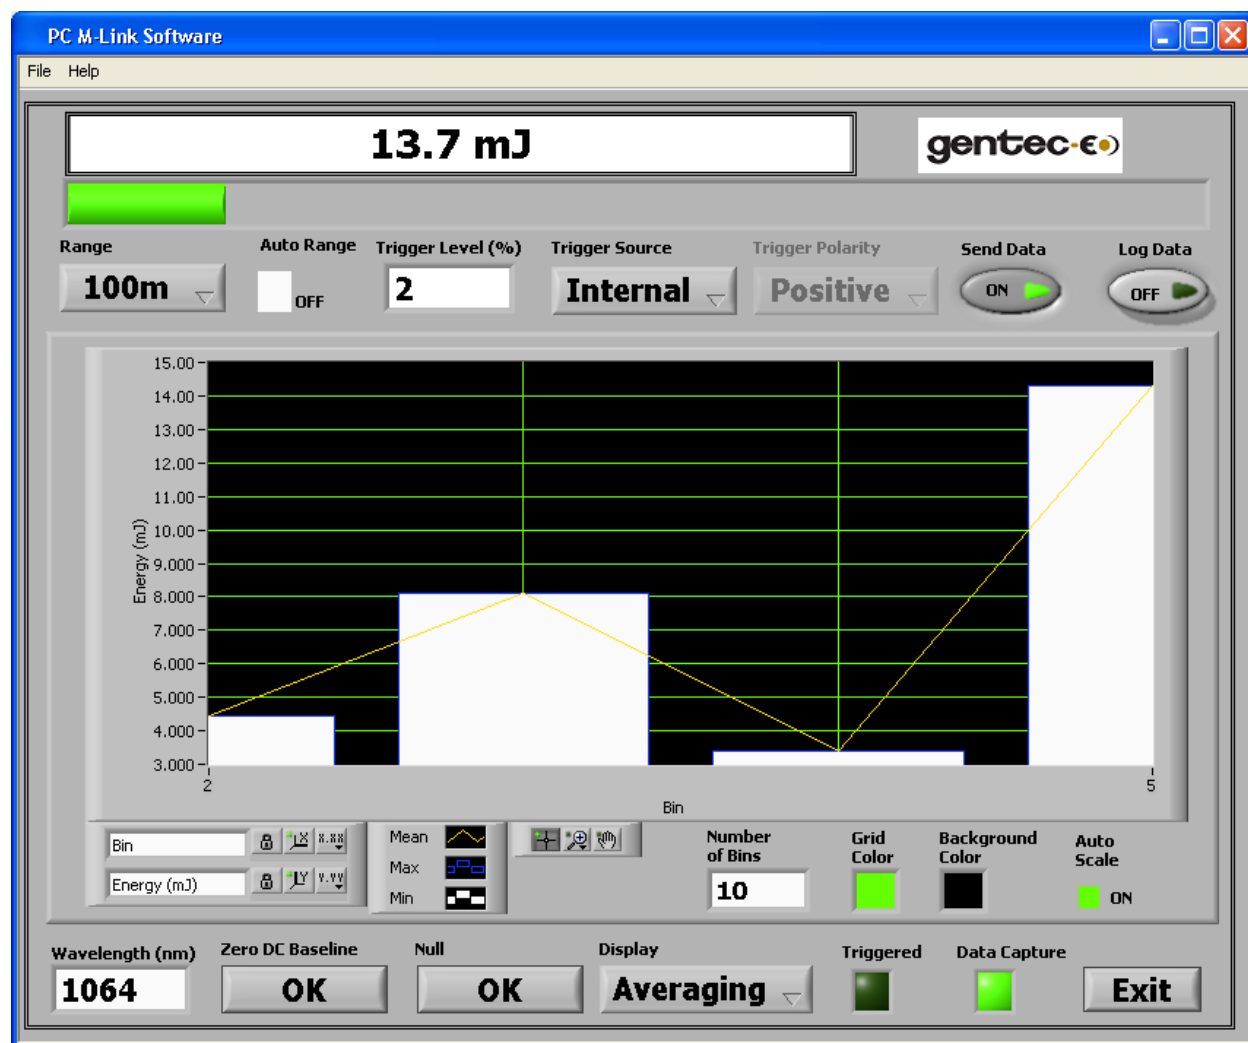 PC M-Link Software
File Help
13.7 mJ
gentec-eo
Range
Auto Range
Trigger Level (%)
Trigger Source
Trigger Polarity
Send Data
Log Data
100m
OFF
2
Internal
Positive
ON
OFF
15.00
14.00
13.00
12.00
11.00
10.00
9.000
8.000
7.000
6.000
5.000
4.000
3.000
Energy (mJ)
2
5
Bin
Bin
X
X.XX
Energy (mJ)
Y
Y.YY
Mean
Max
Min
Number
of Bins
10
Grid
Color
Background
Color
Auto
Scale
ON
Wavelength (nm)
1064
Zero DC Baseline
OK
Null
OK
Display
Averaging
Triggered
Data Capture
Exit